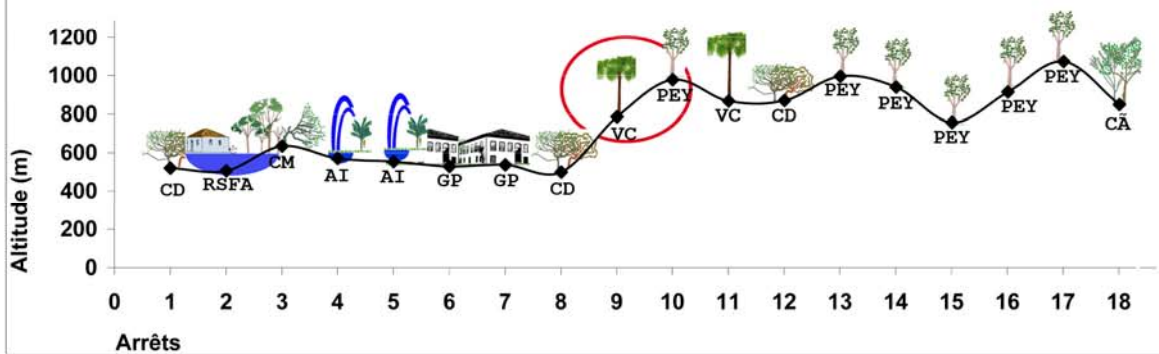 1200
1000
800
600
400
200
0
Altitude (m)
CD
RSFA
CM
AI
AI
GP
GP
CD
VC
PEY
VC
CD
PEY
PEY
PEY
PEY
PEY
CÃ
0 1 2 3 4 5 6 7 8 9 10 11 12 13 14 15 16 17 18
Arrêts